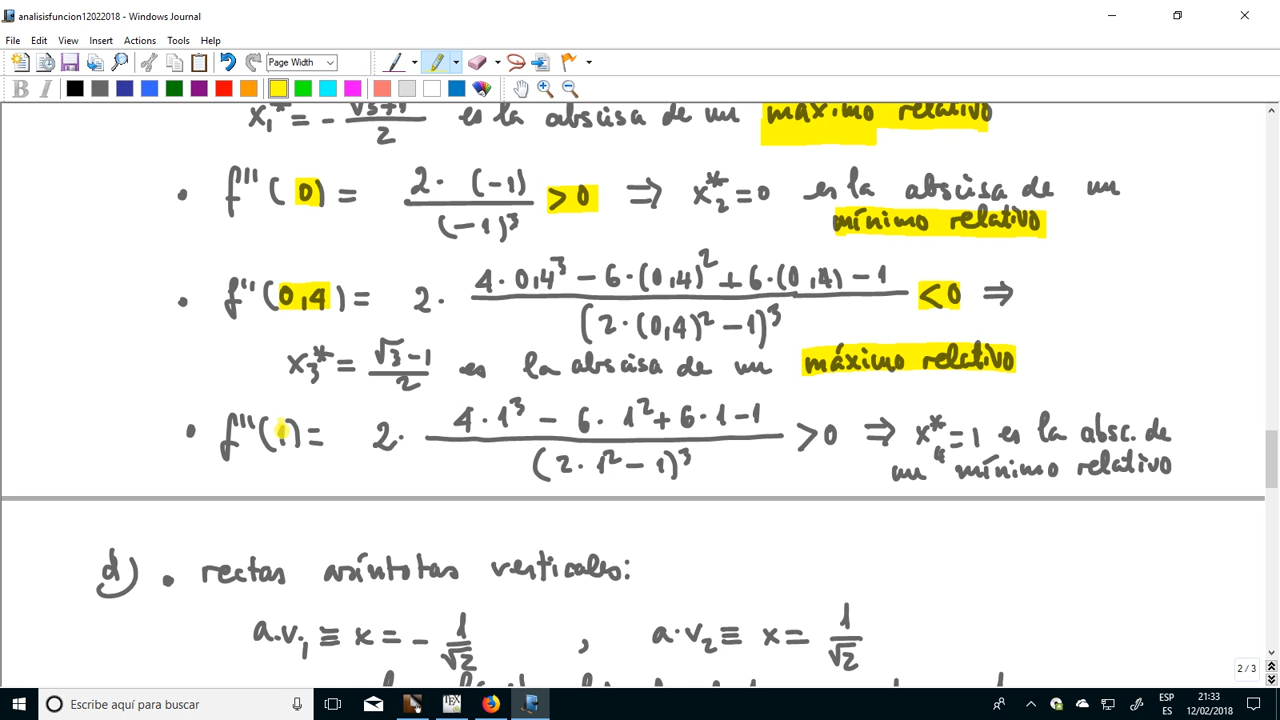 analisisfuncion12022018 - Windows Journal
File Edit View Insert Actions Tools Help
Page Width
B I
x₁* = - (√3+1)/2 es la abscisa de un máximo relativo
• f''(0) = 2·(-1)/(-1)³ > 0 ⇒ x₂* = 0 es la abscisa de un
mínimo relativo
• f''(0,4) = 2· (4·0,4³ - 6·(0,4)² + 6·(0,4) - 1)/(2·(0,4)² - 1)³ < 0 ⇒
x₃* = (√3-1)/2 es la abscisa de un máximo relativo
• f''(1) = 2· (4·1³ - 6·1² + 6·1 - 1)/(2·1² - 1)³ > 0 ⇒ x₄* = 1 es la absc. de
un mínimo relativo
d) • rectas asíntotas verticales:
a.v.₁ ≡ x = - 1/√2 , a.v₂ ≡ x = 1/√2
2/3
Escribe aquí para buscar
ESP
ES
21:33
12/02/2018